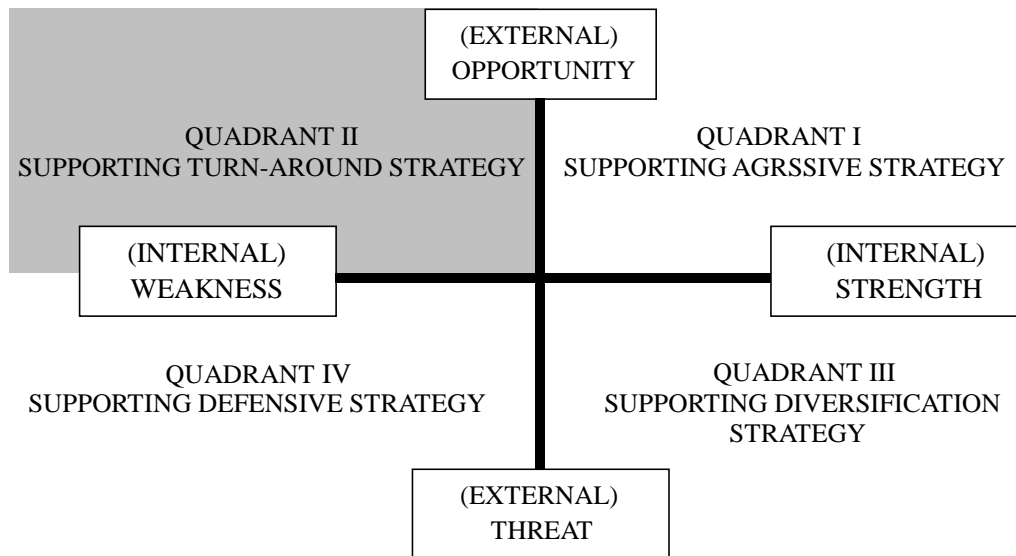 (EXTERNAL)
OPPORTUNITY
QUADRANT II
SUPPORTING TURN-AROUND STRATEGY
QUADRANT I
SUPPORTING AGRSSIVE STRATEGY
(INTERNAL)
WEAKNESS
(INTERNAL)
STRENGTH
QUADRANT IV
SUPPORTING DEFENSIVE STRATEGY
QUADRANT III
SUPPORTING DIVERSIFICATION
STRATEGY
(EXTERNAL)
THREAT